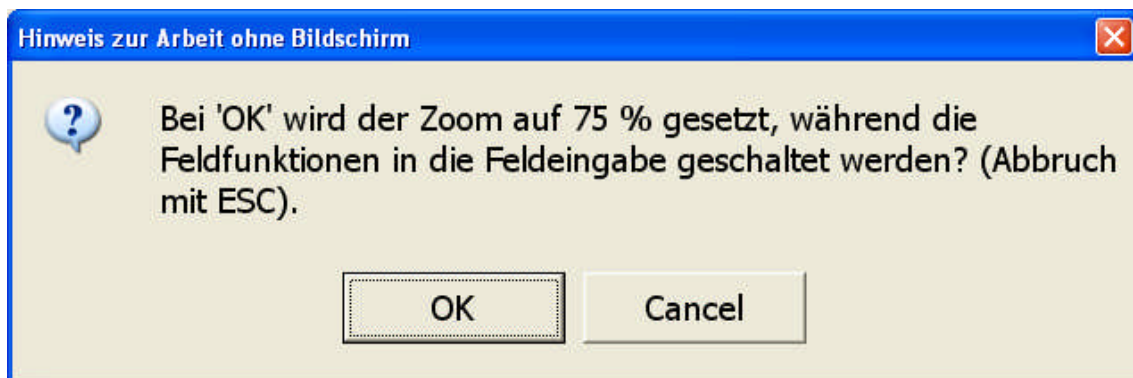 Hinweis zur Arbeit ohne Bildschirm
Bei 'OK' wird der Zoom auf 75 % gesetzt, während die
Feldfunktionen in die Feldeingabe geschaltet werden? (Abbruch
mit ESC).
OK
Cancel